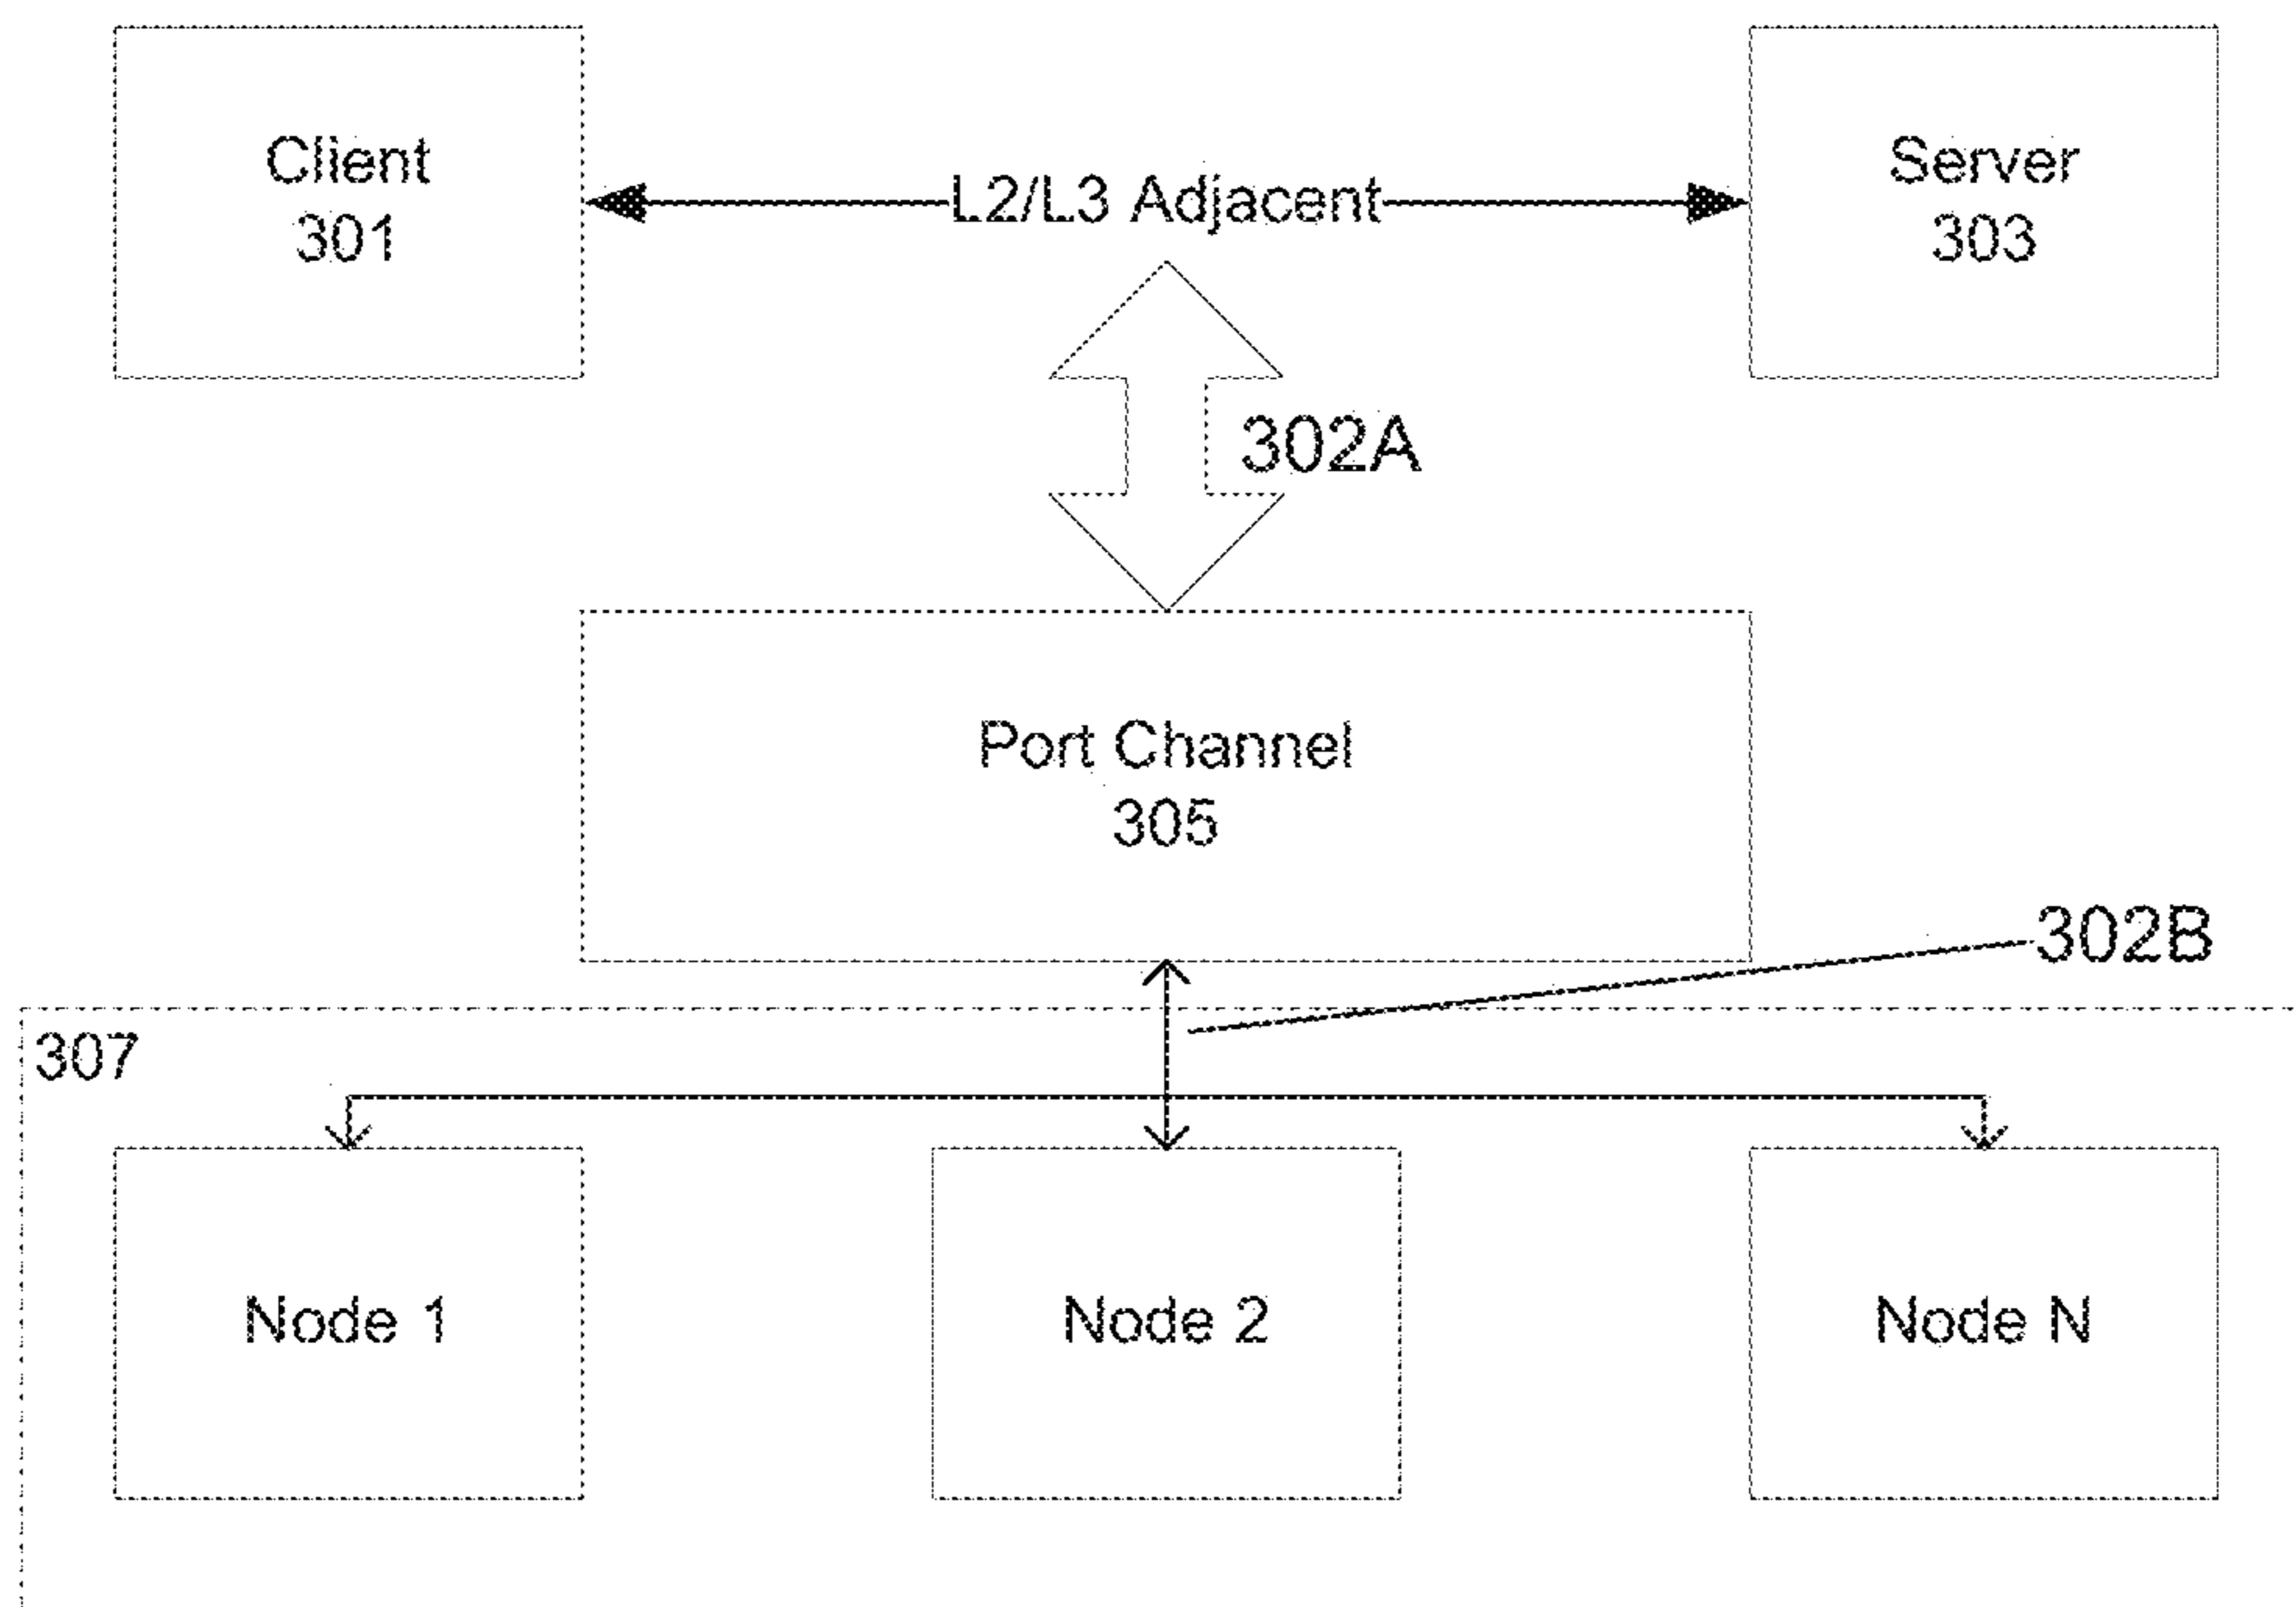 Client
301
L2/L3 Adjacent
Server
303
302A
Port Channel
305
302B
307
Node 1
Node 2
Node N